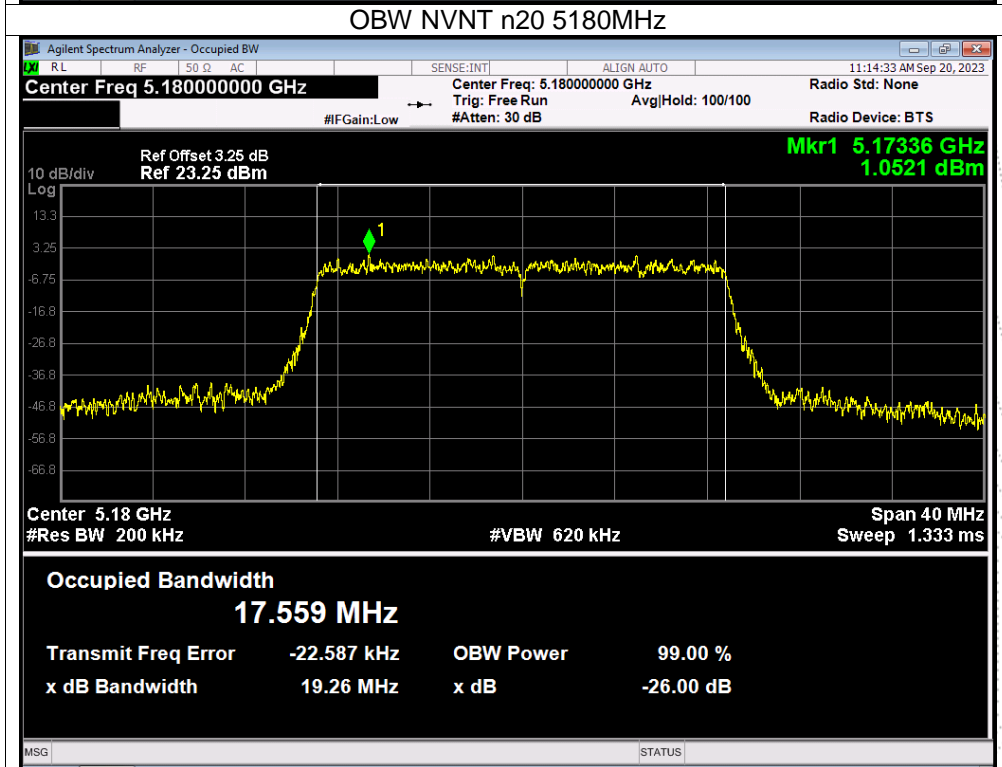 OBW NVNT n20 5180MHz
Agilent Spectrum Analyzer - Occupied BW
LXI RL RF 50 Ω AC SENSE:INT ALIGN AUTO 11:14:33 AM Sep 20, 2023
Center Freq 5.180000000 GHz Center Freq: 5.180000000 GHz Radio Std: None
Trig: Free Run Avg|Hold: 100/100
#IFGain:Low #Atten: 30 dB Radio Device: BTS
Mkr1 5.17336 GHz
1.0521 dBm
Ref Offset 3.25 dB
10 dB/div Ref 23.25 dBm
Log
13.3
1
3.25
-6.75
-16.8
-26.8
-36.8
-46.8
-56.8
-66.8
Center 5.18 GHz Span 40 MHz
#Res BW 200 kHz #VBW 620 kHz Sweep 1.333 ms
Occupied Bandwidth
17.559 MHz
Transmit Freq Error -22.587 kHz OBW Power 99.00 %
x dB Bandwidth 19.26 MHz x dB -26.00 dB
MSG STATUS